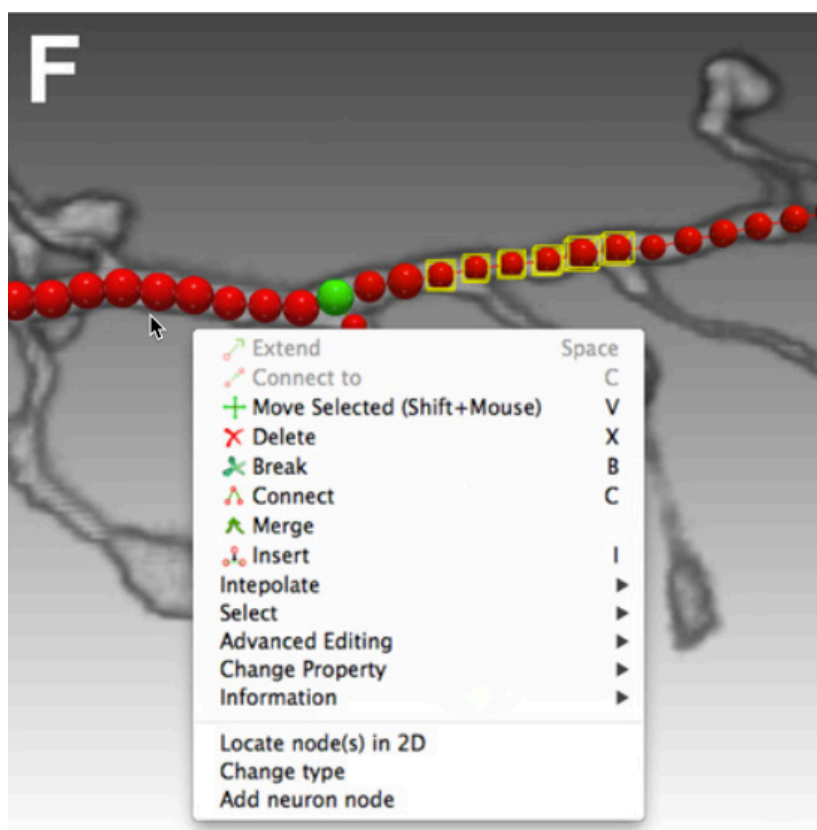 F
Extend Space
Connect to C
Move Selected (Shift+Mouse) V
Delete X
Break B
Connect C
Merge
Insert I
Intepolate
Select
Advanced Editing
Change Property
Information
Locate node(s) in 2D
Change type
Add neuron node